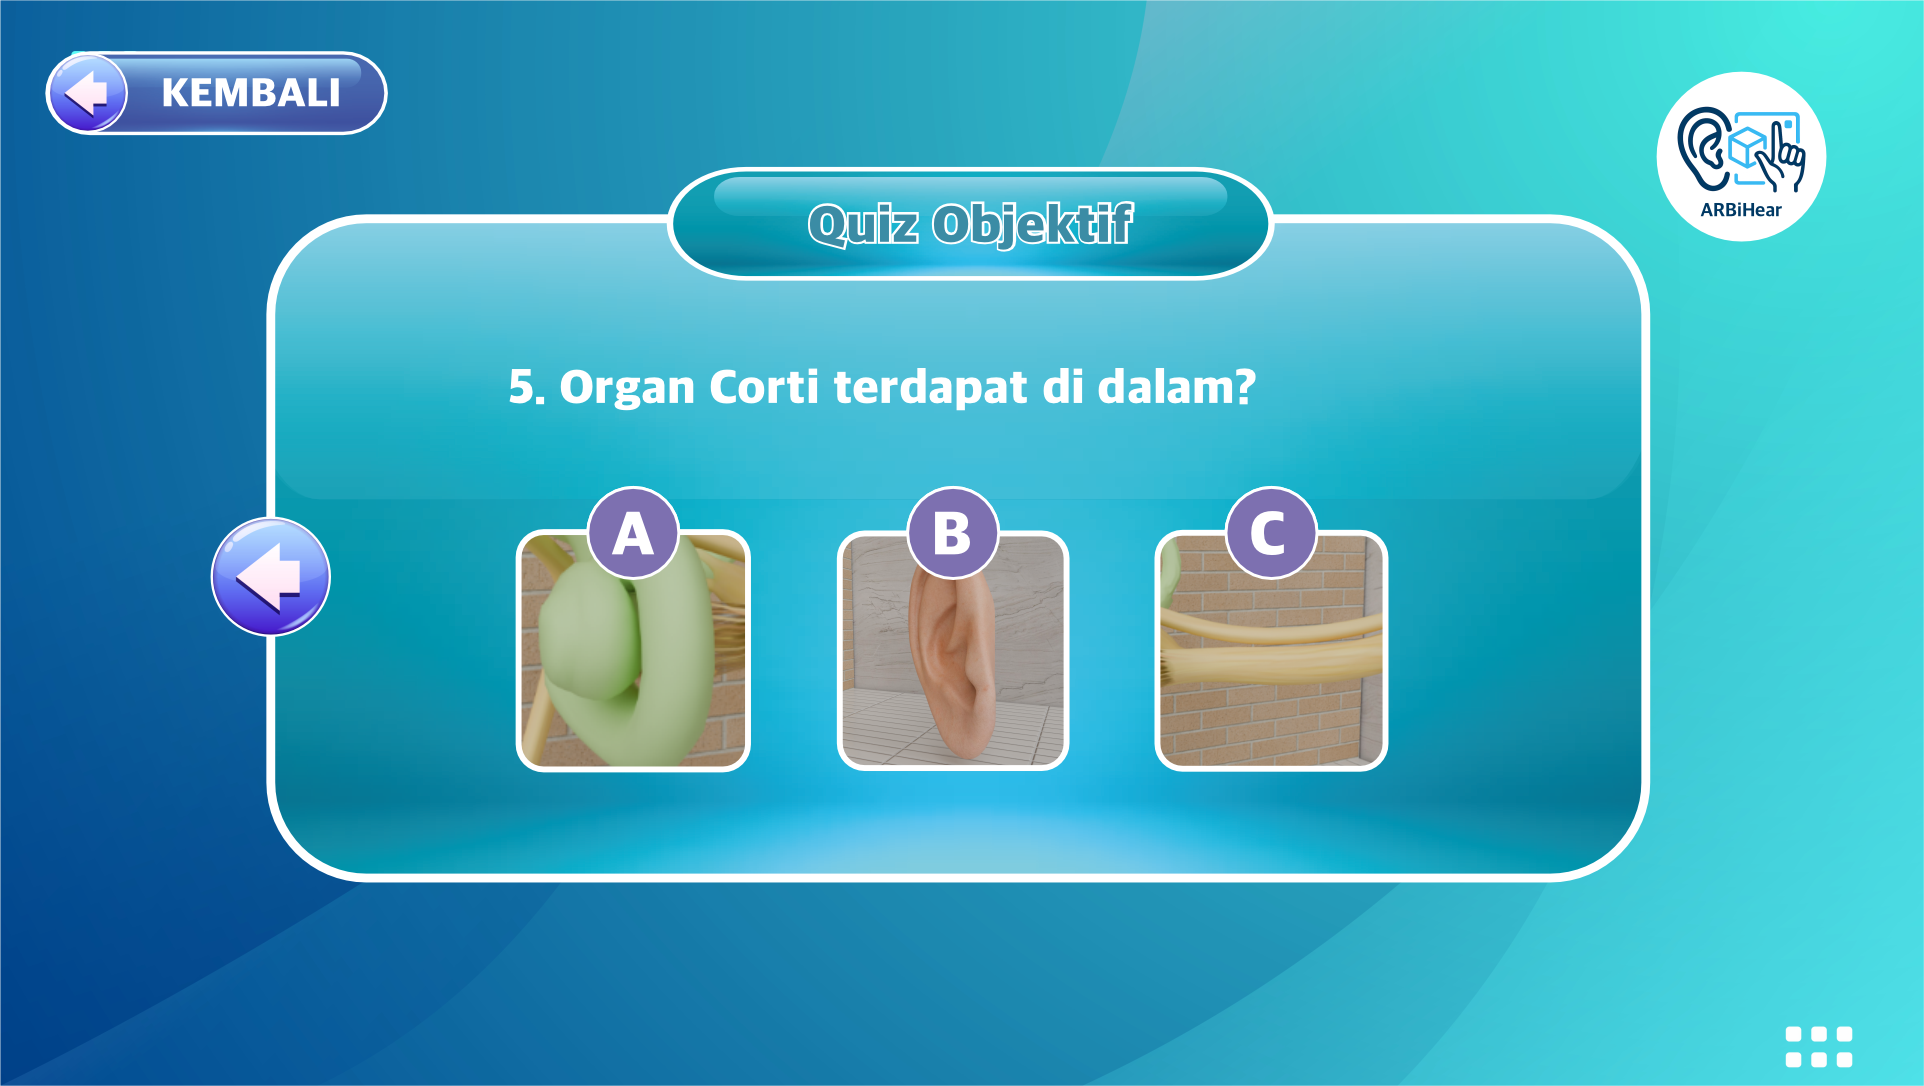 KEMBALI
ARBiHear
Quiz Objektif
5. Organ Corti terdapat di dalam?
A
B
C